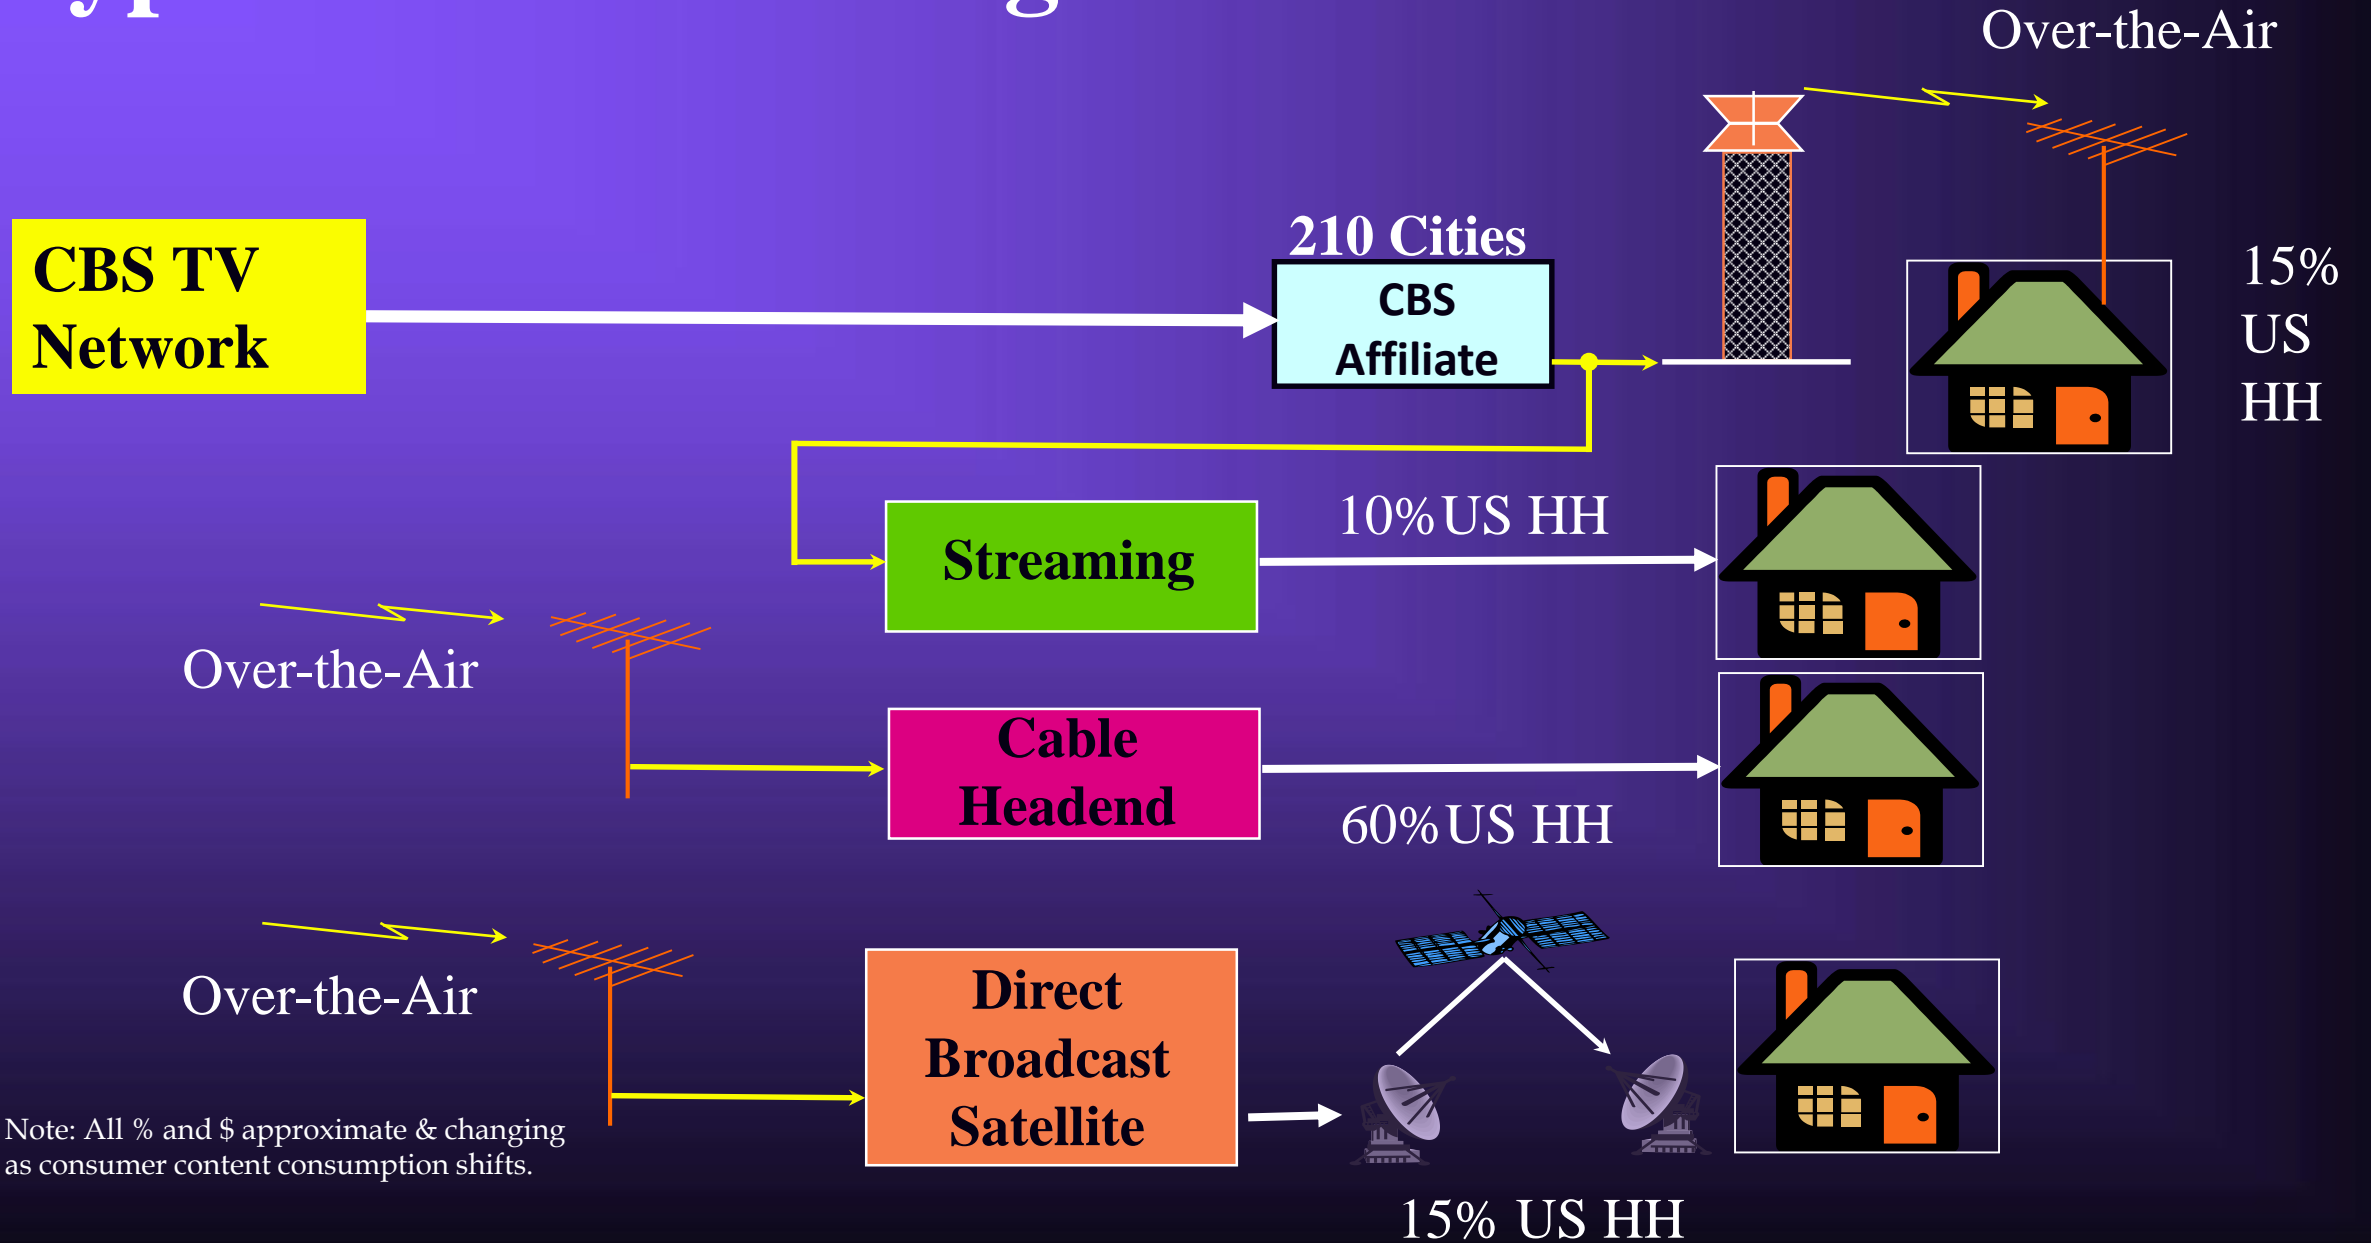 Over-the-Air
210 Cities
CBS TV
Network
CBS
Affiliate
15%
US
HH
10% US HH
Streaming
Over-the-Air
Cable
Headend
60% US HH
Over-the-Air
Direct
Broadcast
Satellite
Note: All % and $ approximate & changing
as consumer content consumption shifts.
15% US HH